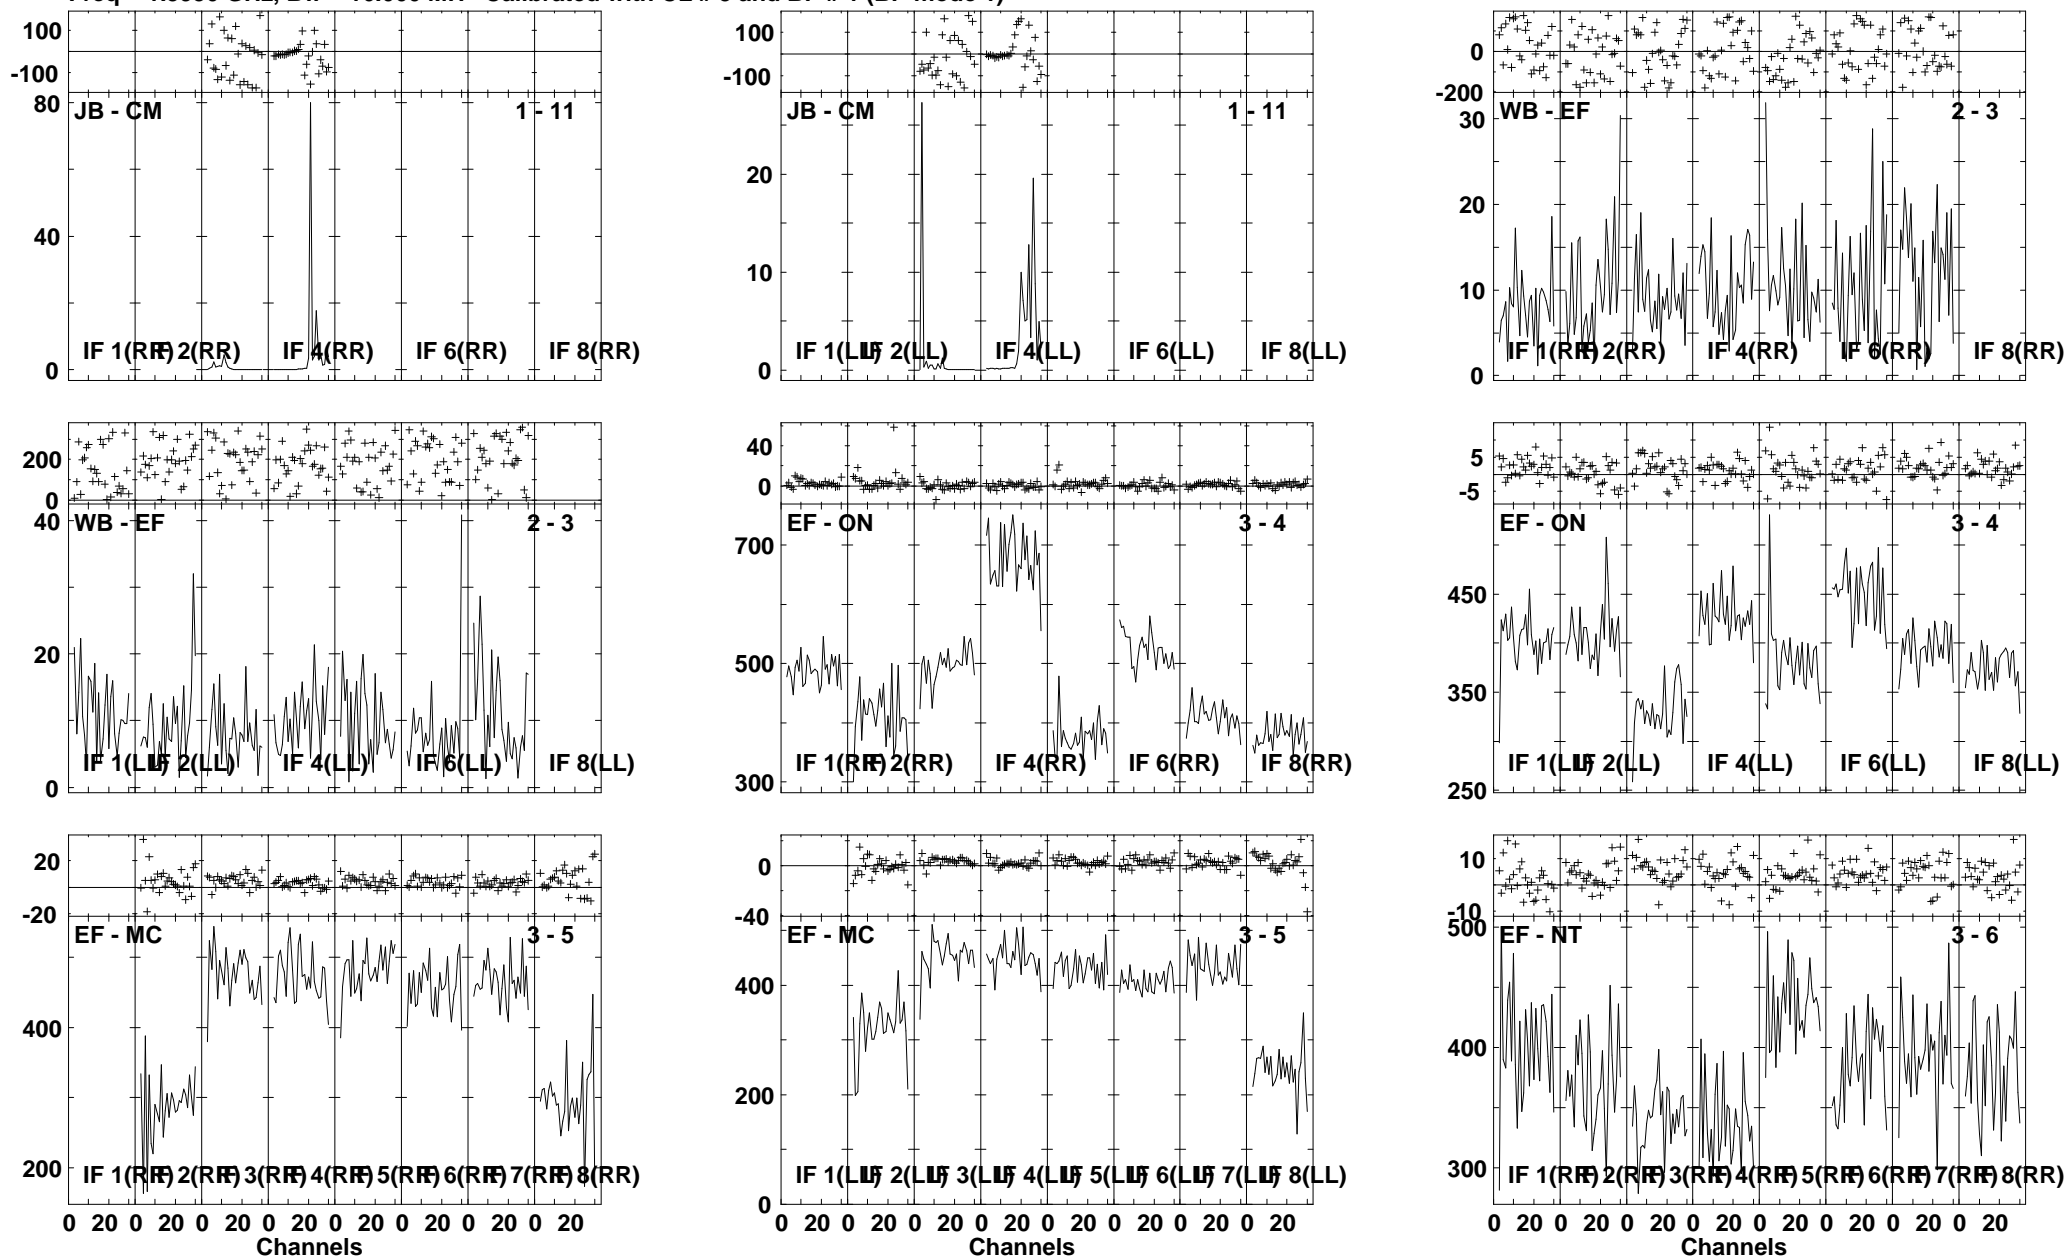 100
-100
80
JB - CM
1 - 11
40
0
IF 1(RR)
IF 2(RR)
IF 4(RR)
IF 6(RR)
IF 8(RR)
100
-100
JB - CM
1 - 11
20
10
0
IF 1(LL)
IF 2(LL)
IF 4(LL)
IF 6(LL)
IF 8(LL)
0
-200
WB - EF
2 - 3
30
20
10
0
IF 1(RR)
IF 2(RR)
IF 4(RR)
IF 6(RR)
IF 8(RR)
200
0
40
WB - EF
2 - 3
20
0
IF 1(LL)
IF 2(LL)
IF 4(LL)
IF 6(LL)
IF 8(LL)
40
0
EF - ON
3 - 4
700
500
300
IF 1(RR)
IF 2(RR)
IF 4(RR)
IF 6(RR)
IF 8(RR)
5
-5
EF - ON
3 - 4
450
350
250
IF 1(LL)
IF 2(LL)
IF 4(LL)
IF 6(LL)
IF 8(LL)
20
-20
EF - MC
3 - 5
400
200
IF 1(RR)
IF 2(RR)
IF 3(RR)
IF 4(RR)
IF 5(RR)
IF 6(RR)
IF 7(RR)
IF 8(RR)
0 20 0 20 0 20 0 20 0 20 0 20 0 20 0 20
Channels
0
-40
EF - MC
3 - 5
400
200
0
IF 1(LL)
IF 2(LL)
IF 3(LL)
IF 4(LL)
IF 5(LL)
IF 6(LL)
IF 7(LL)
IF 8(LL)
0 20 0 20 0 20 0 20 0 20 0 20 0 20 0 20
Channels
10
-10
500
EF - NT
3 - 6
400
300
IF 1(RR)
IF 2(RR)
IF 3(RR)
IF 4(RR)
IF 5(RR)
IF 6(RR)
IF 7(RR)
IF 8(RR)
0 20 0 20 0 20 0 20 0 20 0 20 0 20 0 20
Channels